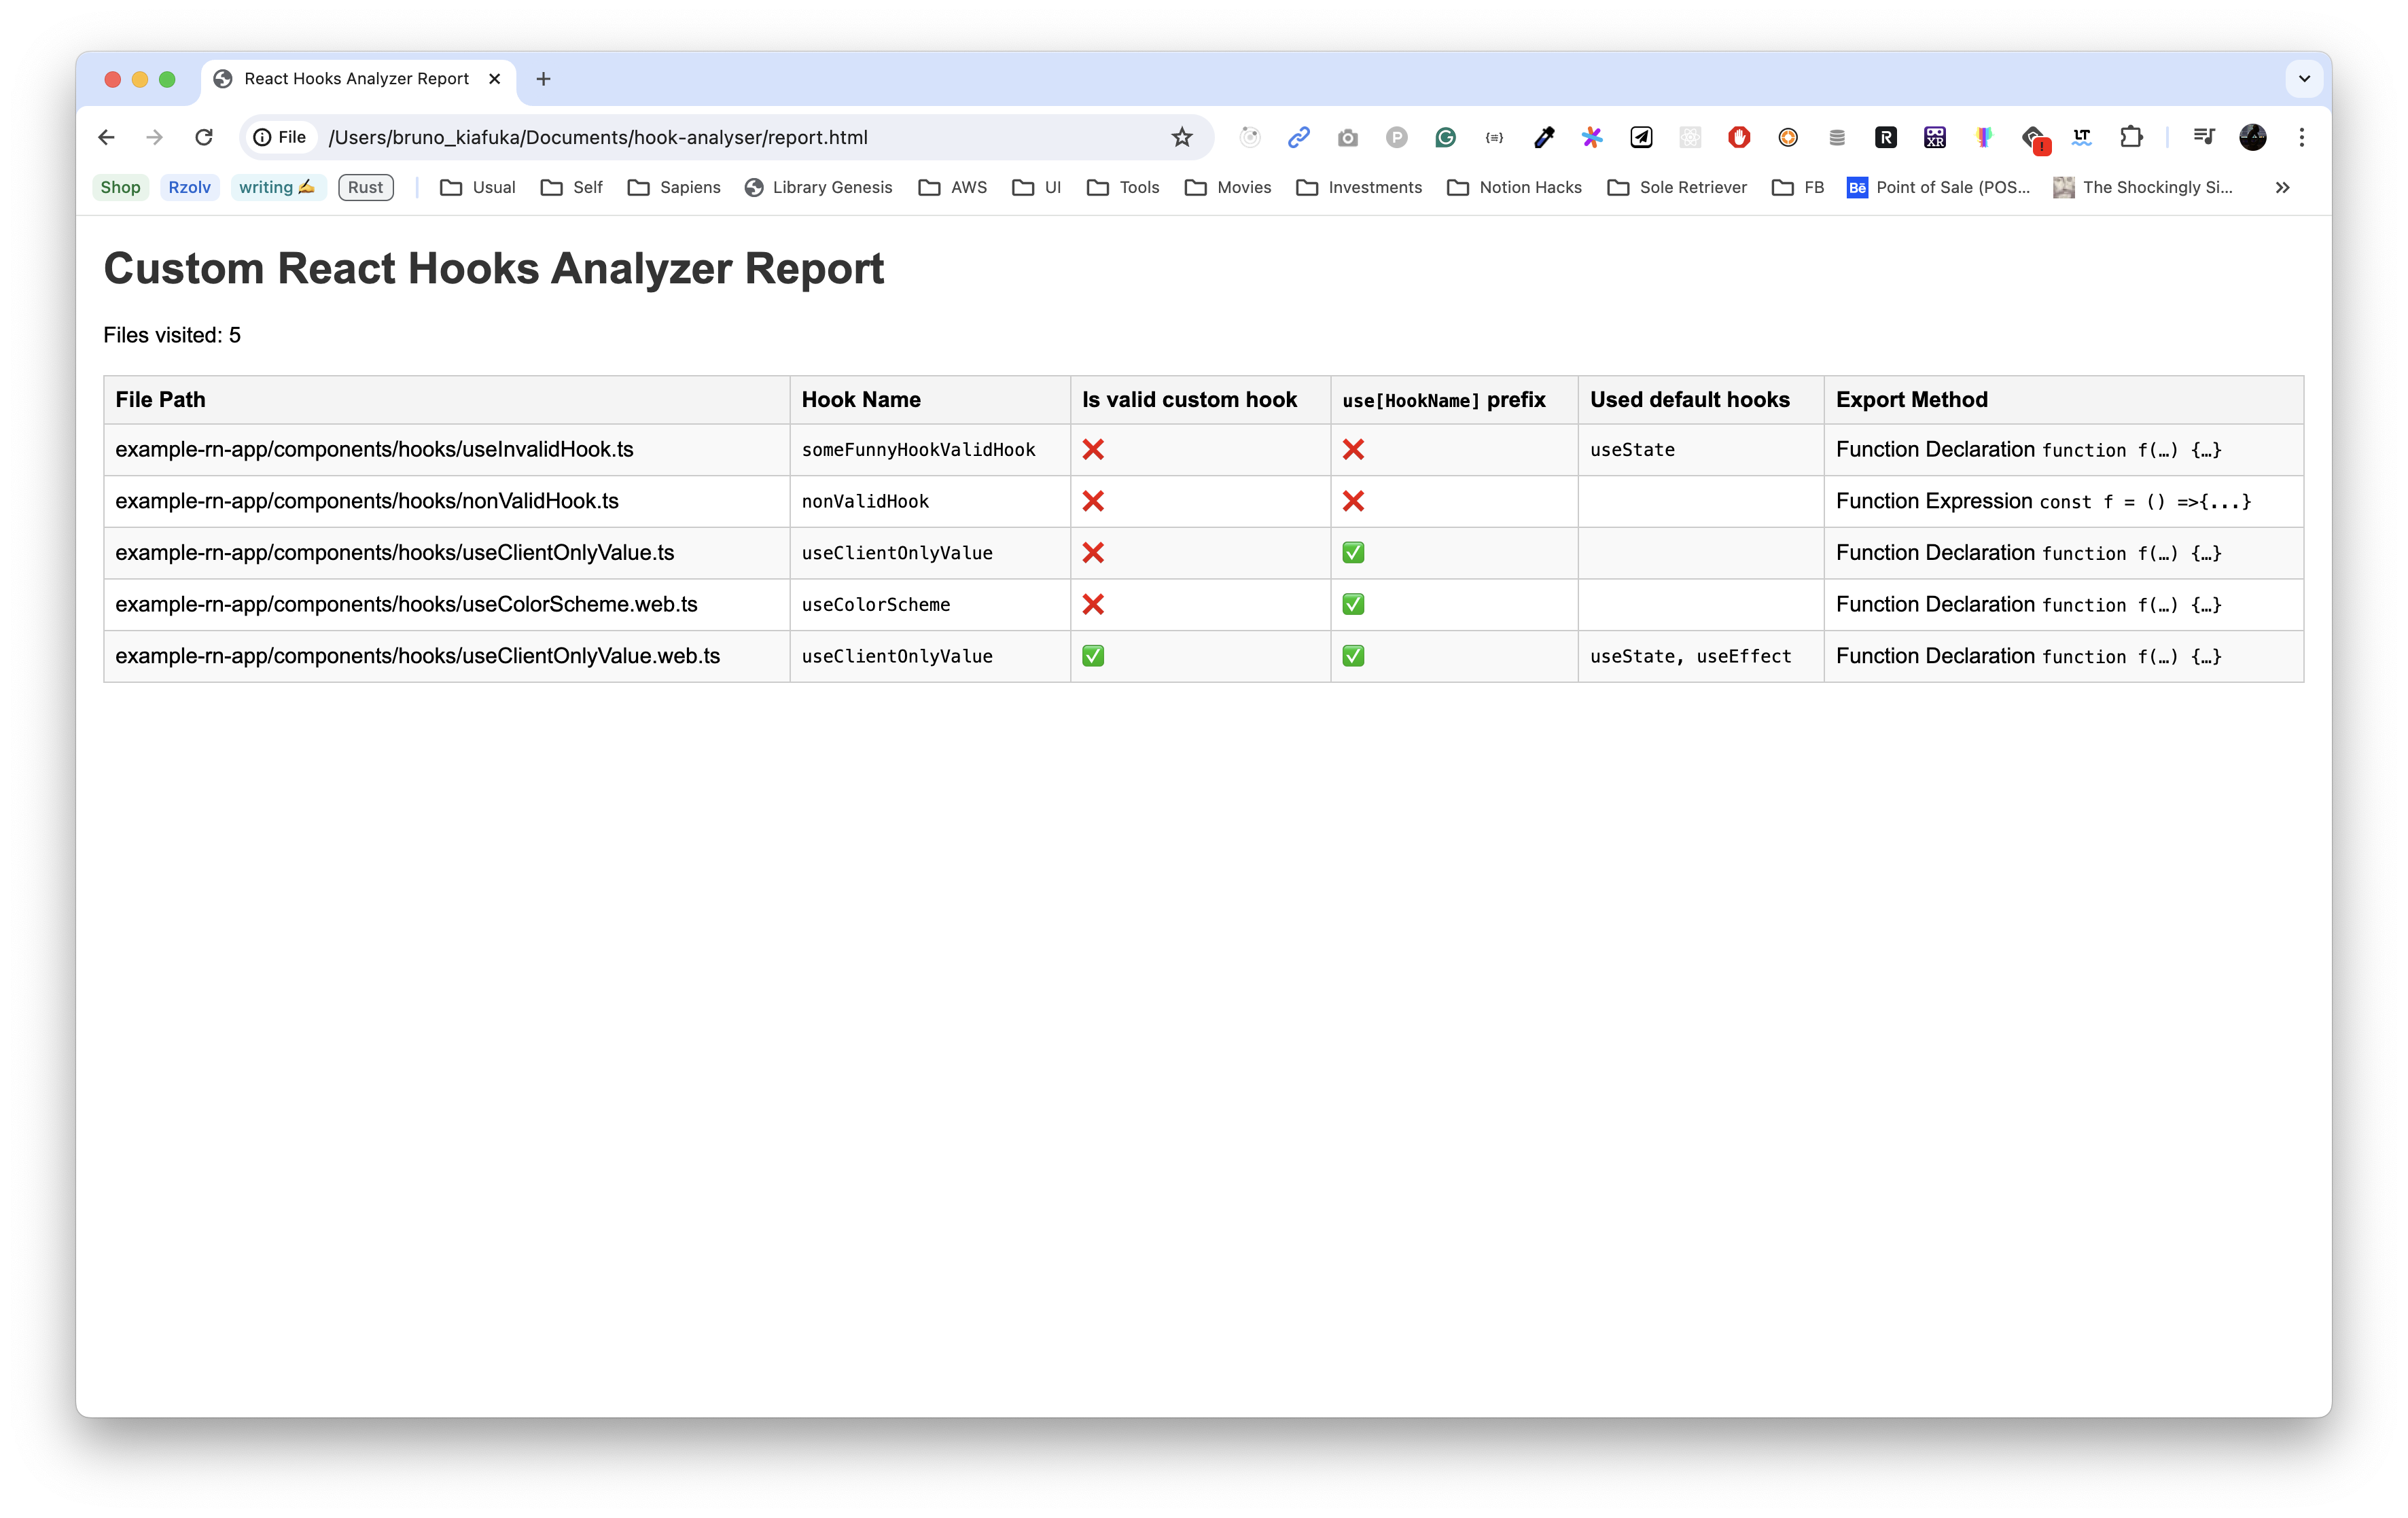 React Hooks Analyzer Report
File /Users/bruno_kiafuka/Documents/hook-analyser/report.html
Shop Rzolv writing✍️ Rust Usual Self Sapiens Library Genesis AWS UI Tools Movies Investments Notion Hacks Sole Retriever FB Bē Point of Sale (POS... The Shockingly Si... »
Custom React Hooks Analyzer Report
Files visited: 5
File Path Hook Name Is valid custom hook use[HookName] prefix Used default hooks Export Method
example-rn-app/components/hooks/useInvalidHook.ts someFunnyHookValidHook ❌ ❌ useState Function Declaration function f(…) {…}
example-rn-app/components/hooks/nonValidHook.ts nonValidHook ❌ ❌ Function Expression const f = () =>{...}
example-rn-app/components/hooks/useClientOnlyValue.ts useClientOnlyValue ❌ ✅ Function Declaration function f(…) {…}
example-rn-app/components/hooks/useColorScheme.web.ts useColorScheme ❌ ✅ Function Declaration function f(…) {…}
example-rn-app/components/hooks/useClientOnlyValue.web.ts useClientOnlyValue ✅ ✅ useState, useEffect Function Declaration function f(…) {…}